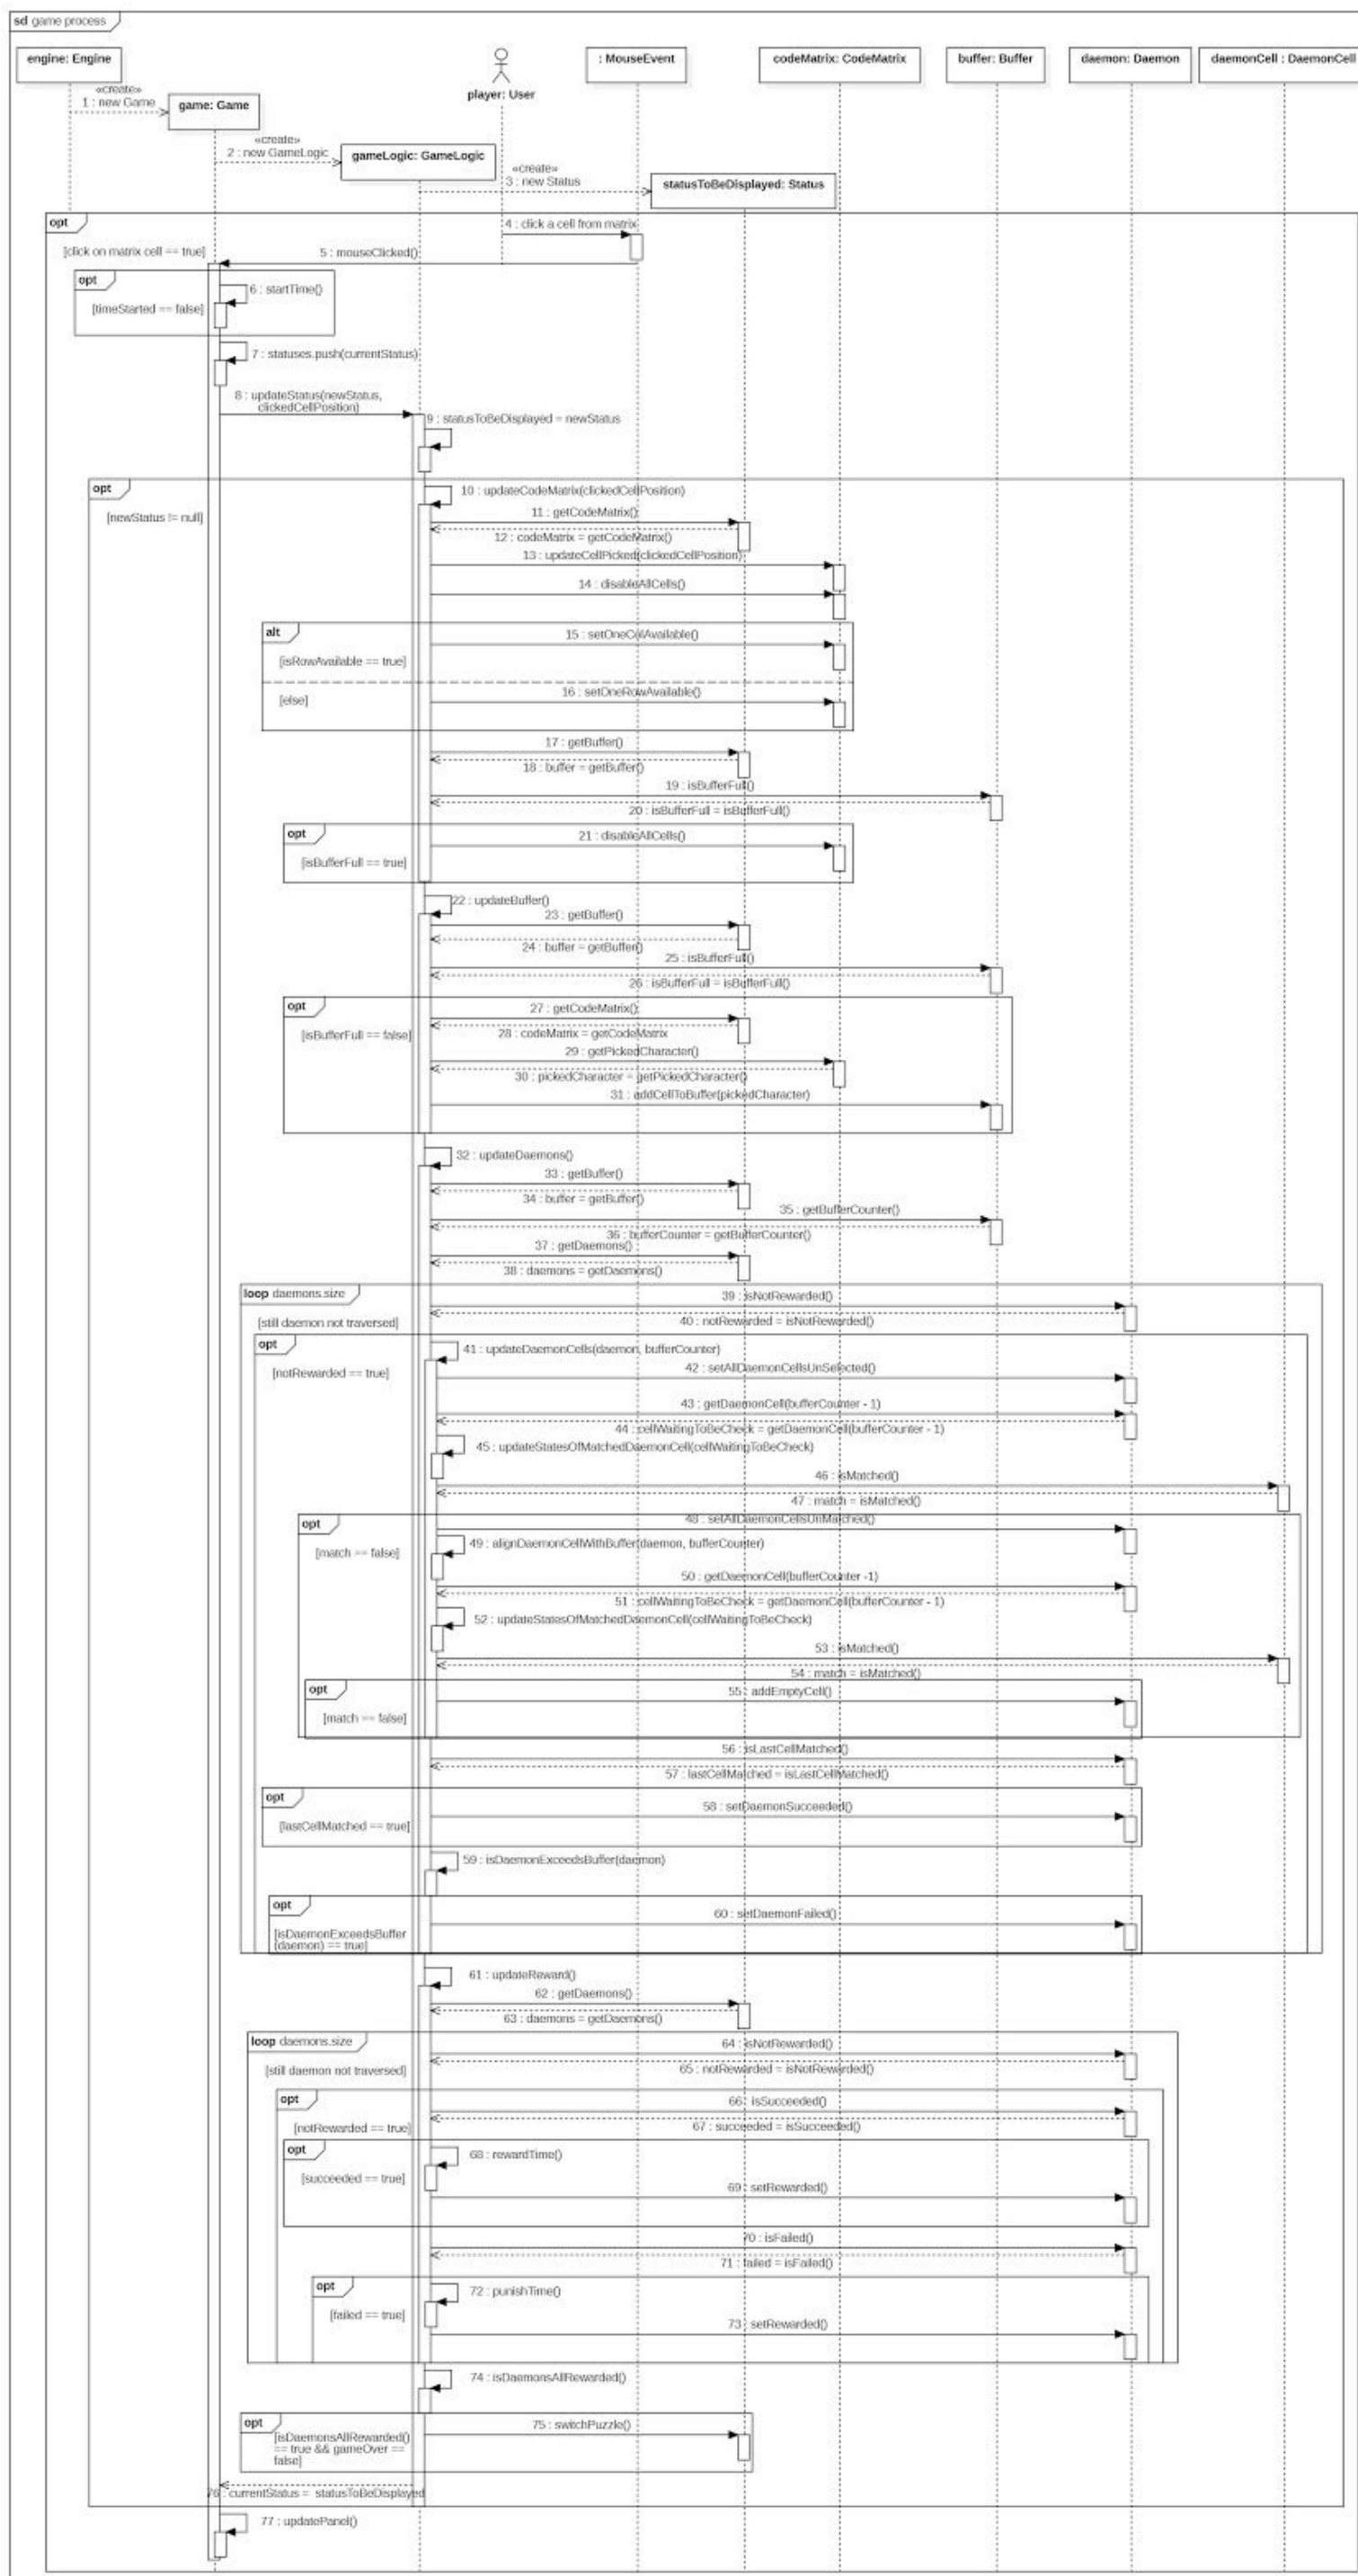 sd game process
engine: Engine
: MouseEvent
codeMatrix: CodeMatrix
buffer: Buffer
daemon: Daemon
daemonCell : DaemonCell
player: User
«create»
1 : new Game
game: Game
«create»
2 : new GameLogic
gameLogic: GameLogic
«create»
3 : new Status
statusToBeDisplayed: Status
opt
4 : click a cell from matrix
[click on matrix cell == true]
5 : mouseClicked()
opt
6 : startTime()
[timeStarted == false]
7 : statuses.push(currentStatus)
8 : updateStatus(newStatus,
clickedCellPosition)
9 : statusToBeDisplayed = newStatus
opt
10 : updateCodeMatrix(clickedCellPosition)
[newStatus != null]
11 : getCodeMatrix()
12 : codeMatrix = getCodeMatrix()
13 : updateCellPicked(clickedCellPosition)
14 : disableAllCells()
alt
15 : setOneColAvailable()
[isRowAvailable == true]
16 : setOneRowAvailable()
[else]
17 : getBuffer()
18 : buffer = getBuffer()
19 : isBufferFull()
20 : isBufferFull = isBufferFull()
opt
21 : disableAllCells()
[isBufferFull == true]
22 : updateBuffer()
23 : getBuffer()
24 : buffer = getBuffer()
25 : isBufferFull()
26 : isBufferFull = isBufferFull()
opt
27 : getCodeMatrix()
[isBufferFull == false]
28 : codeMatrix = getCodeMatrix
29 : getPickedCharacter()
30 : pickedCharacter = getPickedCharacter()
31 : addCellToBuffer(pickedCharacter)
32 : updateDaemons()
33 : getBuffer()
34 : buffer = getBuffer()
35 : getBufferCounter()
36 : bufferCounter = getBufferCounter()
37 : getDaemons()
38 : daemons = getDaemons()
loop daemons.size
39 : isNotRewarded()
[still daemon not traversed]
40 : notRewarded = isNotRewarded()
opt
41 : updateDaemonCells(daemon, bufferCounter)
[notRewarded == true]
42 : setAllDaemonCellsUnSelected()
43 : getDaemonCell(bufferCounter - 1)
44 : cellWaitingToBeCheck = getDaemonCell(bufferCounter - 1)
45 : updateStatesOfMatchedDaemonCell(cellWaitingToBeCheck)
46 : isMatched()
47 : match = isMatched()
opt
48 : setAllDaemonCellsUnMatched()
[match == false]
49 : alignDaemonCellWithBuffer(daemon, bufferCounter)
50 : getDaemonCell(bufferCounter -1)
51 : cellWaitingToBeCheck = getDaemonCell(bufferCounter - 1)
52 : updateStatesOfMatchedDaemonCell(cellWaitingToBeCheck)
53 : isMatched()
54 : match = isMatched()
opt
55 : addEmptyCell()
[match == false]
56 : isLastCellMatched()
57 : lastCellMatched = isLastCellMatched()
opt
58 : setDaemonSucceeded()
[lastCellMatched == true]
59 : isDaemonExceedsBuffer(daemon)
opt
60 : setDaemonFailed()
[isDaemonExceedsBuffer
(daemon) == true]
61 : updateReward()
62 : getDaemons()
63 : daemons = getDaemons()
loop daemons.size
64 : isNotRewarded()
[still daemon not traversed]
65 : notRewarded = isNotRewarded()
opt
66 : isSucceeded()
[notRewarded == true]
67 : succeeded = isSucceeded()
opt
68 : rewardTime()
[succeeded == true]
69 : setRewarded()
70 : isFailed()
71 : failed = isFailed()
opt
72 : punishTime()
[failed == true]
73 : setRewarded()
74 : isDaemonsAllRewarded()
opt
75 : switchPuzzle()
[isDaemonsAllRewarded()
== true && gameOver ==
false]
76 : currentStatus = statusToBeDisplayed
77 : updatePanel()